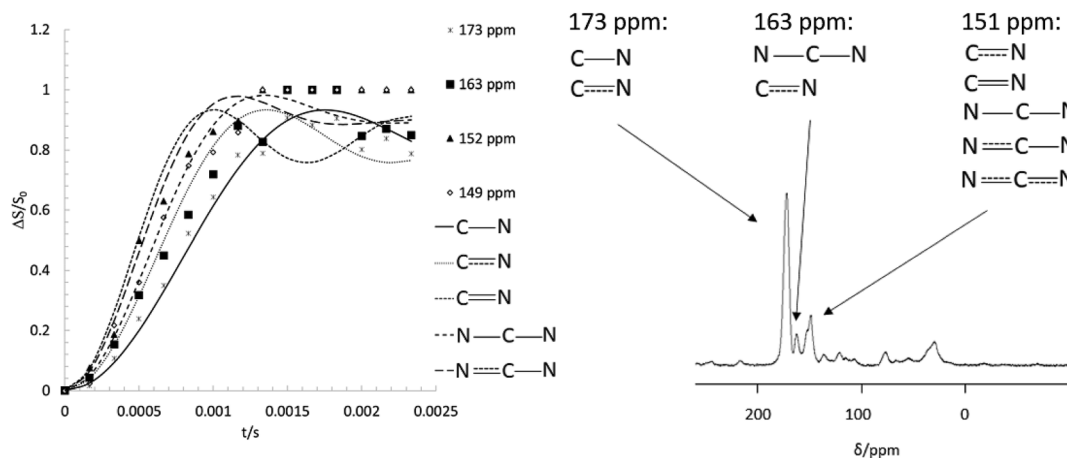 1.2
1
0.8
0.6
0.4
0.2
0
ΔS/S0
0 0.0005 0.001 0.0015 0.002 0.0025
t/s
173 ppm
163 ppm
152 ppm
149 ppm
C N
C N
C N
N C N
N C N
173 ppm:
C N
C N
163 ppm:
N C N
C N
151 ppm:
C N
C N
N C N
N C N
N C N
200 100 0
δ/ppm